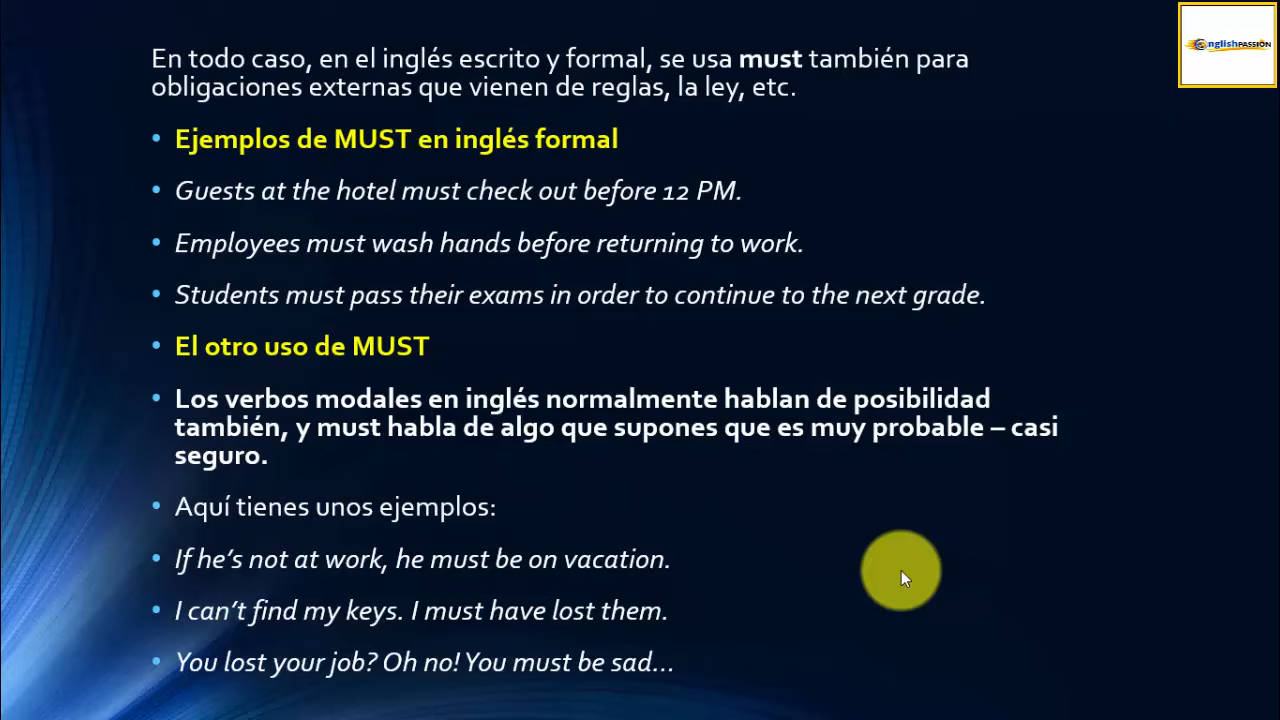 EnglishPASSION
En todo caso, en el inglés escrito y formal, se usa must también para
obligaciones externas que vienen de reglas, la ley, etc.
• Ejemplos de MUST en inglés formal
• Guests at the hotel must check out before 12 PM.
• Employees must wash hands before returning to work.
• Students must pass their exams in order to continue to the next grade.
• El otro uso de MUST
• Los verbos modales en inglés normalmente hablan de posibilidad
también, y must habla de algo que supones que es muy probable – casi
seguro.
• Aquí tienes unos ejemplos:
• If he’s not at work, he must be on vacation.
• I can’t find my keys. I must have lost them.
• You lost your job? Oh no! You must be sad…